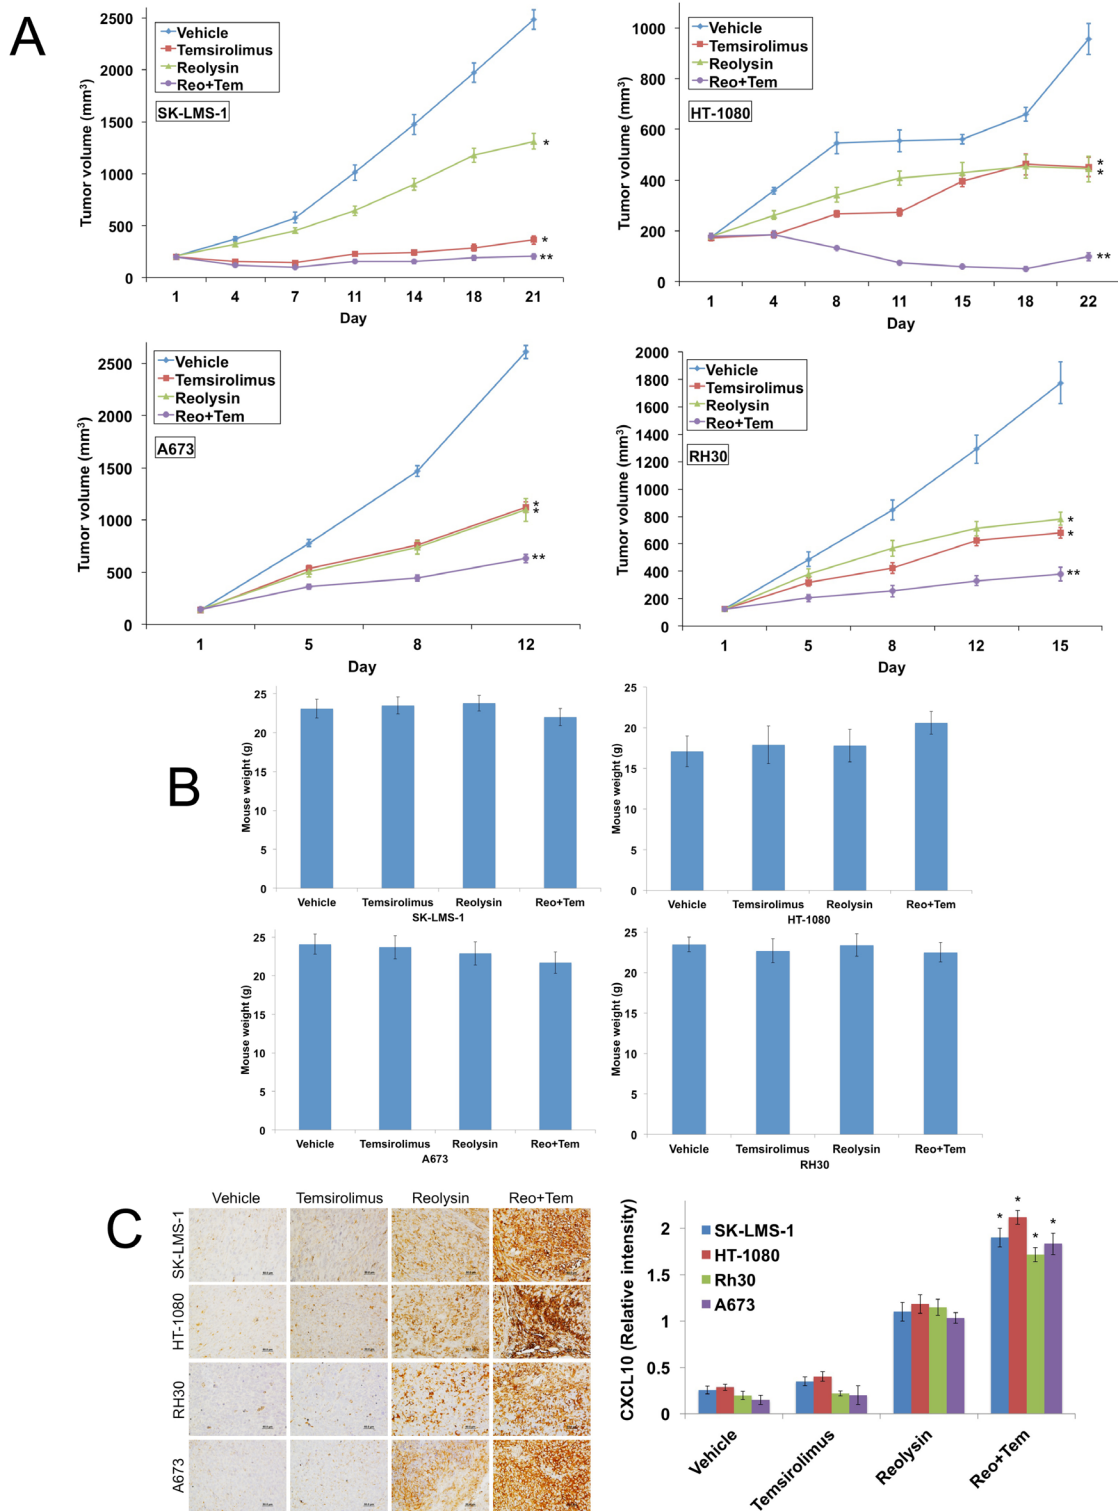 A
Tumor volume (mm³)
2500
2000
1500
1000
500
0
Vehicle
Temsirolimus
Reolysin
Reo+Tem
SK-LMS-1
*
*
**
1 4 7 11 14 18 21
Day
Tumor volume (mm³)
1000
800
600
400
200
0
Vehicle
Temsirolimus
Reolysin
Reo+Tem
HT-1080
*
*
**
1 4 8 11 15 18 22
Day
Tumor volume (mm³)
2500
2000
1500
1000
500
0
Vehicle
Temsirolimus
Reolysin
Reo+Tem
A673
*
*
**
1 5 8 12
Day
Tumor volume (mm³)
2000
1800
1600
1400
1200
1000
800
600
400
200
0
Vehicle
Temsirolimus
Reolysin
Reo+Tem
RH30
*
*
**
1 5 8 12 15
Day
B
Mouse weight (g)
25
20
15
10
5
0
Vehicle Temsirolimus Reolysin Reo+Tem
SK-LMS-1
Mouse weight (g)
25
20
15
10
5
0
Vehicle Temsirolimus Reolysin Reo+Tem
HT-1080
Mouse weight (g)
25
20
15
10
5
0
Vehicle Temsirolimus Reolysin Reo+Tem
A673
Mouse weight (g)
25
20
15
10
5
0
Vehicle Temsirolimus Reolysin Reo+Tem
RH30
C
Vehicle Temsirolimus Reolysin Reo+Tem
SK-LMS-1
HT-1080
RH30
A673
CXCL10 (Relative intensity)
2
1.5
1
0.5
0
SK-LMS-1
HT-1080
Rh30
A673
* * * *
Vehicle Temsirolimus Reolysin Reo+Tem